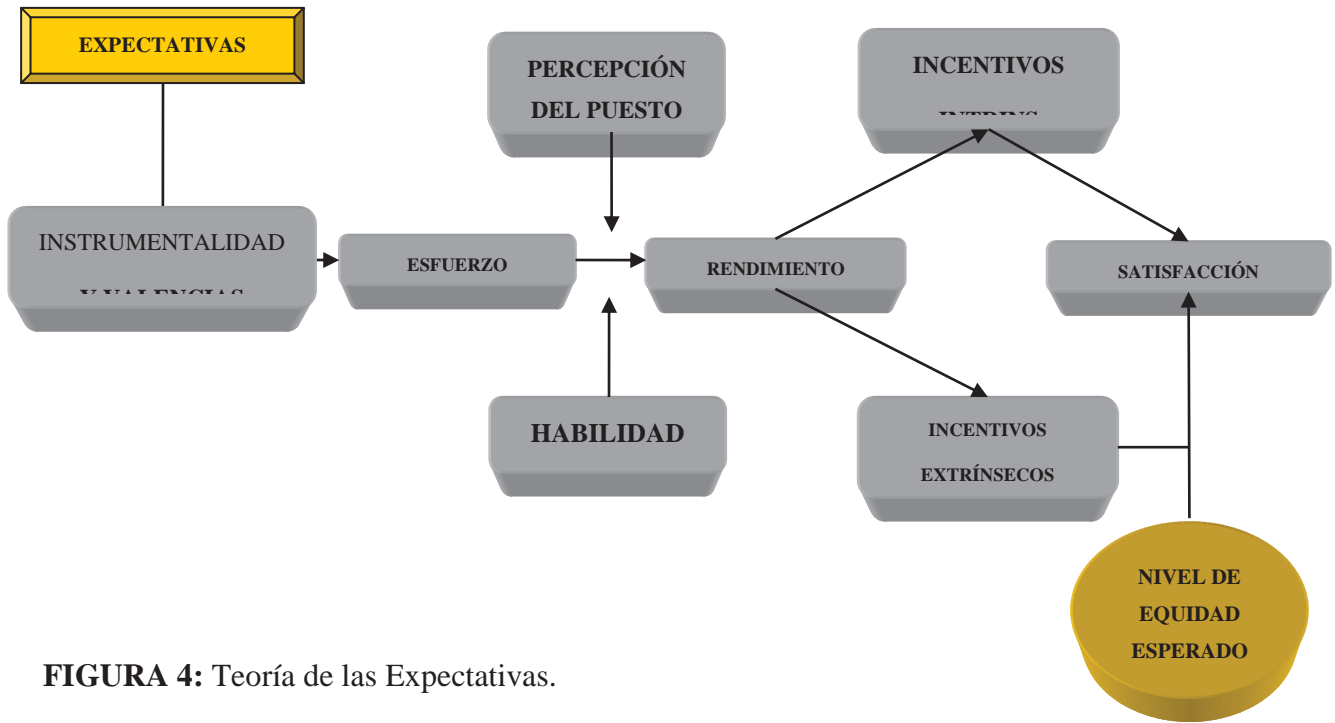 EXPECTATIVAS
PERCEPCIÓN
DEL PUESTO
INCENTIVOS
INSTRUMENTALIDAD
Y VALENCIAS
ESFUERZO
RENDIMIENTO
SATISFACCIÓN
HABILIDAD
INCENTIVOS
EXTRÍNSECOS
NIVEL DE
EQUIDAD
ESPERADO
FIGURA 4: Teoría de las Expectativas.